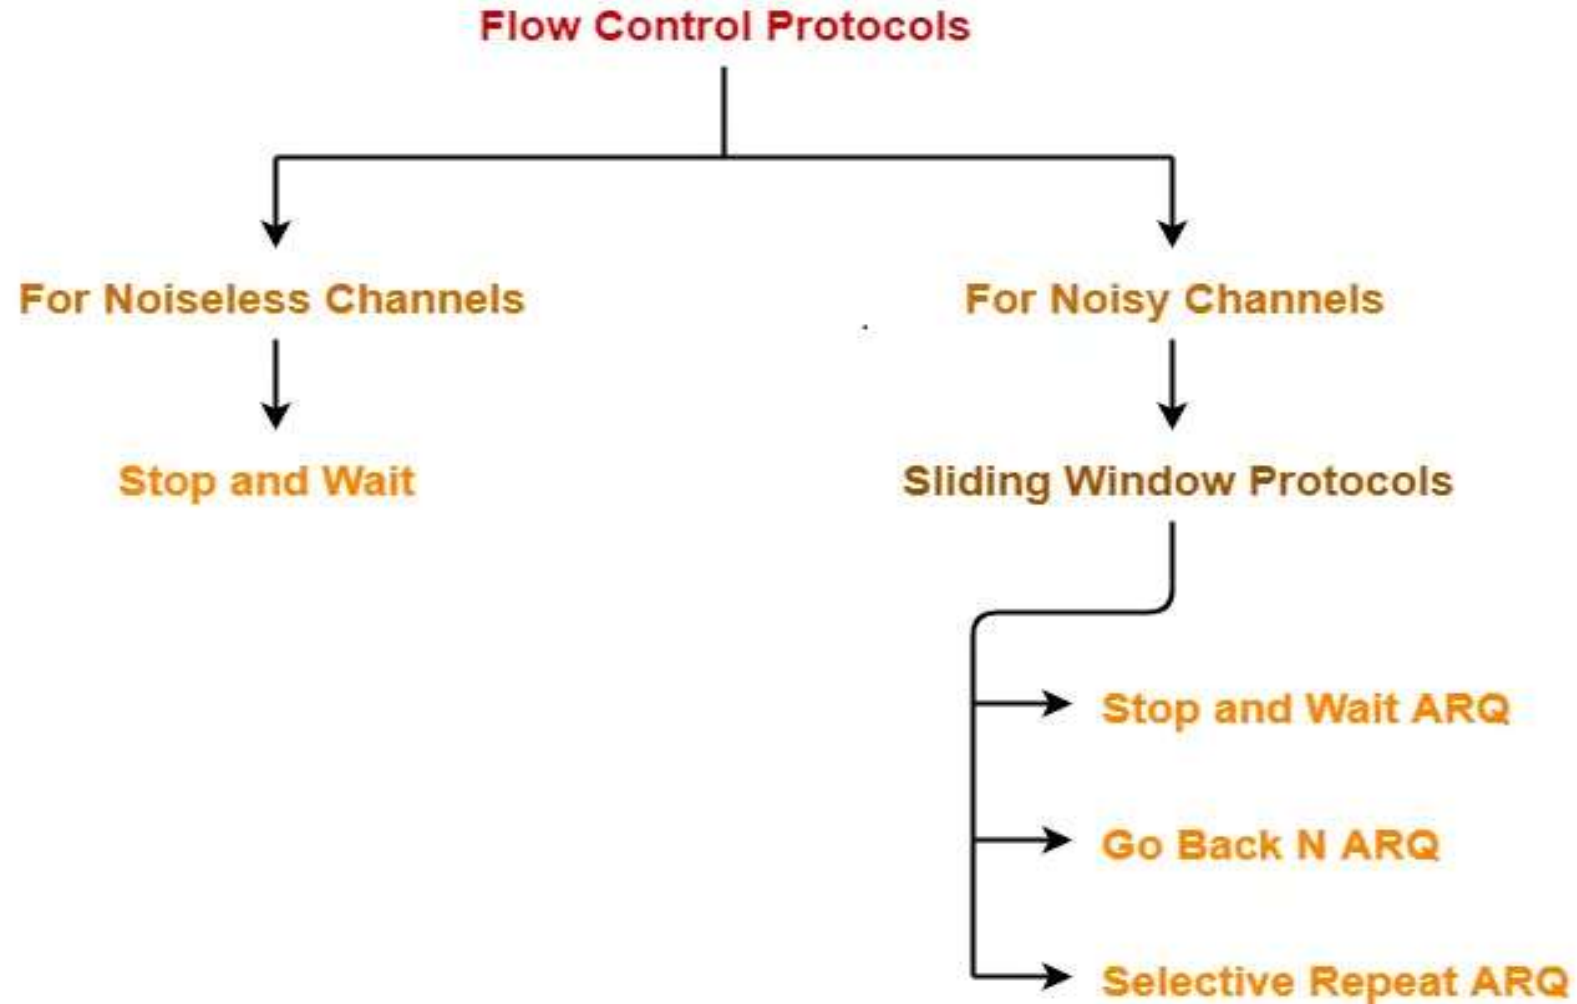 Flow Control Protocols
For Noiseless Channels
For Noisy Channels
Stop and Wait
Sliding Window Protocols
Stop and Wait ARQ
Go Back N ARQ
Selective Repeat ARQ